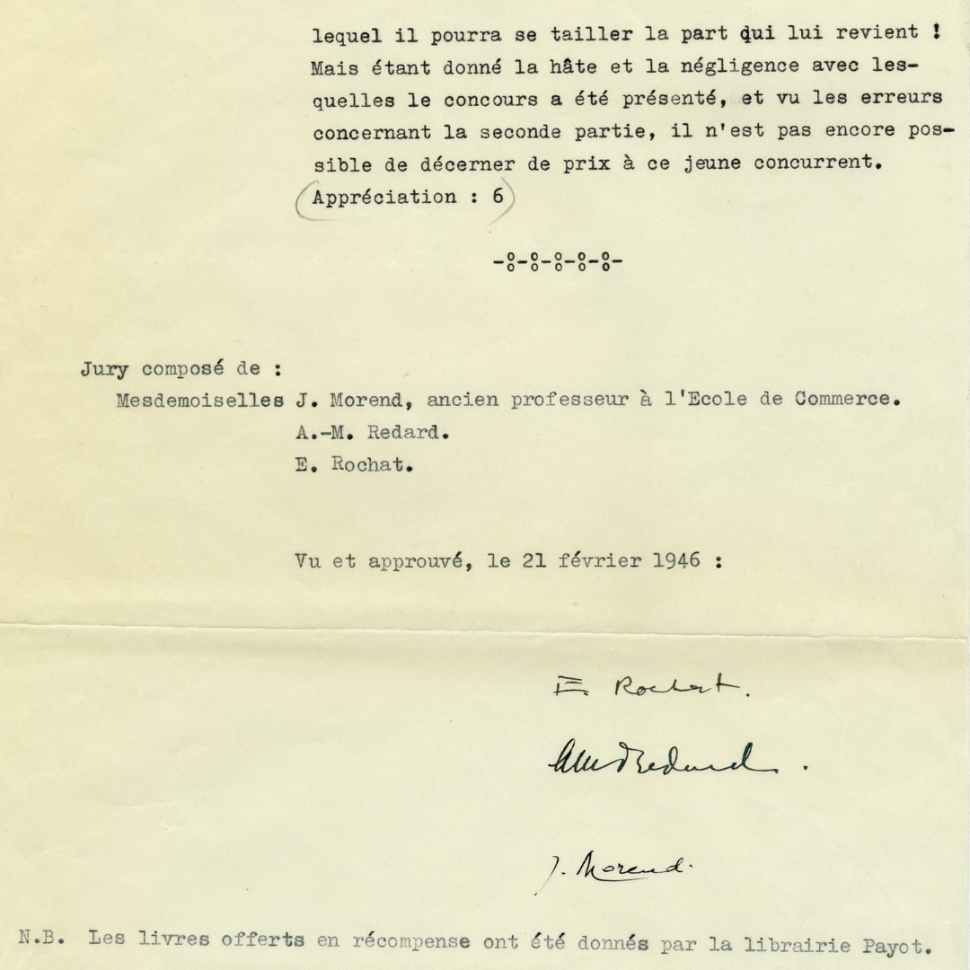 lequel il pourra se tailler la part qui lui revient !
Mais étant donné la hâte et la négligence avec les-
quelles le concours a été présenté, et vu les erreurs
concernant la seconde partie, il n'est pas encore pos-
sible de décerner de prix à ce jeune concurrent.
Appréciation : 6
Jury composé de :
Mesdemoiselles J. Morend, ancien professeur à l'Ecole de Commerce.
A.-M. Redard.
E. Rochat.
Vu et approuvé, le 21 février 1946 :
E Rochat.
AMdRedard.
J. Morend.
N.B. Les livres offerts en récompense ont été donnés par la librairie Payot.